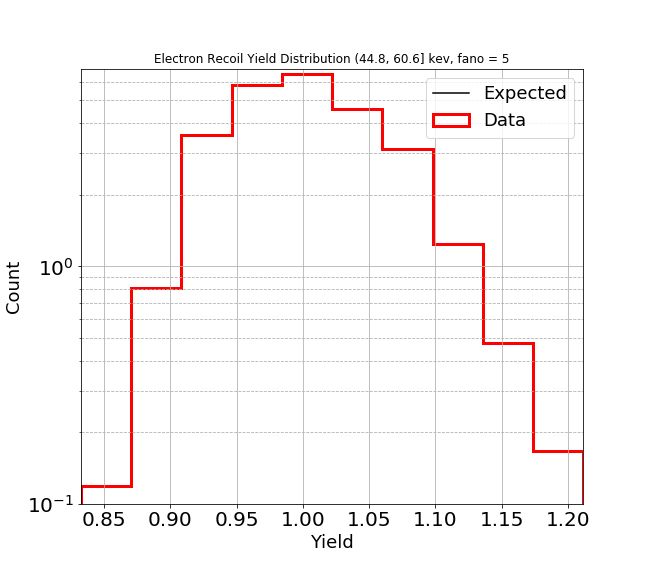 Electron Recoil Yield Distribution (44.8, 60.6] kev, fano = 5
Expected
Data
Count
10⁰
10⁻¹
0.85 0.90 0.95 1.00 1.05 1.10 1.15 1.20
Yield